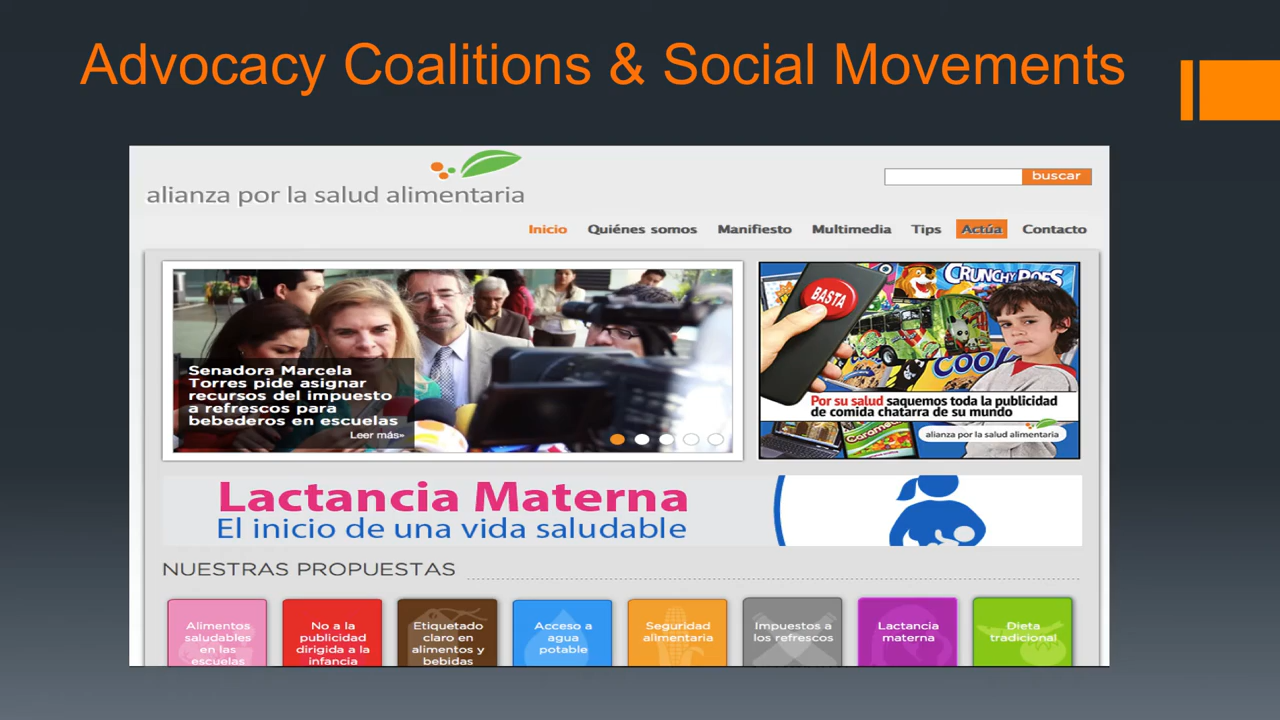 Advocacy Coalitions & Social Movements
alianza por la salud alimentaria
buscar
Inicio Quiénes somos Manifiesto Multimedia Tips Actúa Contacto
Senadora Marcela
Torres pide asignar
recursos del impuesto
a refrescos para
bebederos en escuelas
Leer más»
CRUNCHY
BASTA
COOL
Por su salud saquemos toda la publicidad
de comida chatarra de su mundo
Caramel
alianza por la salud alimentaria
Lactancia Materna
El inicio de una vida saludable
NUESTRAS PROPUESTAS
Alimentos
saludables
en las
escuelas
No a la
publicidad
dirigida a la
infancia
Etiquetado
claro en
alimentos y
bebidas
Acceso a
agua
potable
Seguridad
alimentaria
Impuestos a
los refrescos
Lactancia
materna
Dieta
tradicional